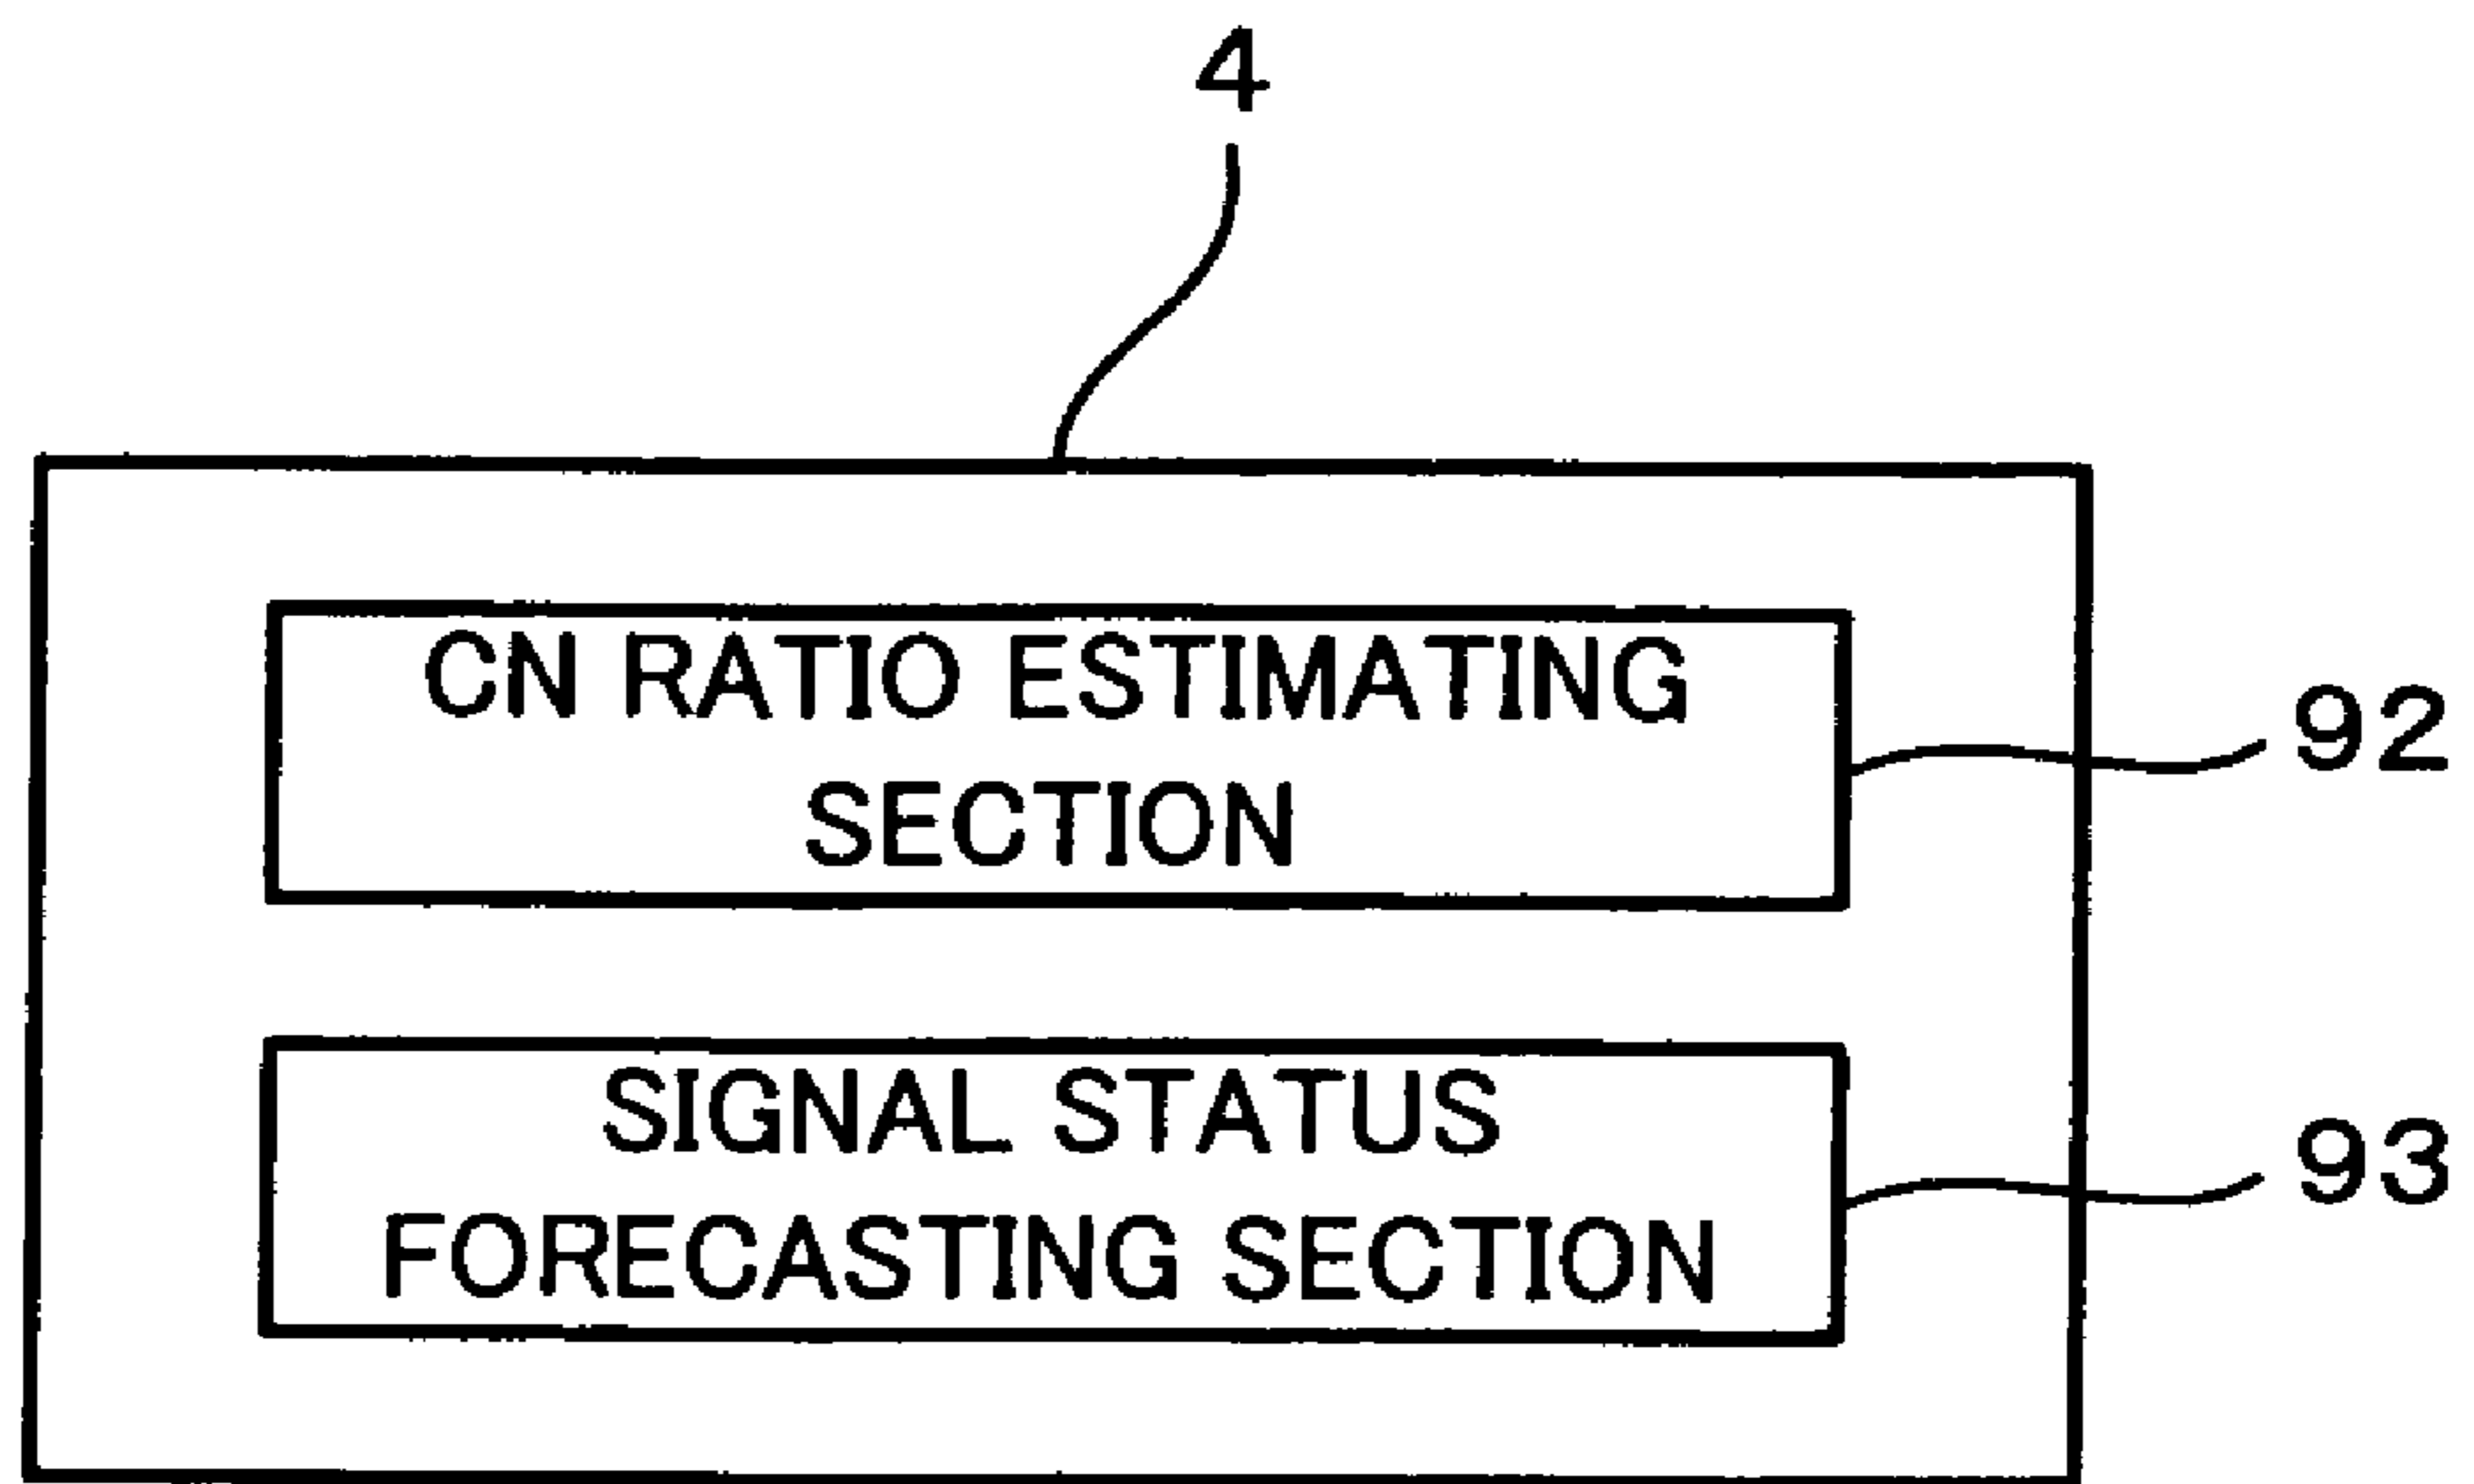 4
CN RATIO ESTIMATING
SECTION
92
SIGNAL STATUS
FORECASTING SECTION
93